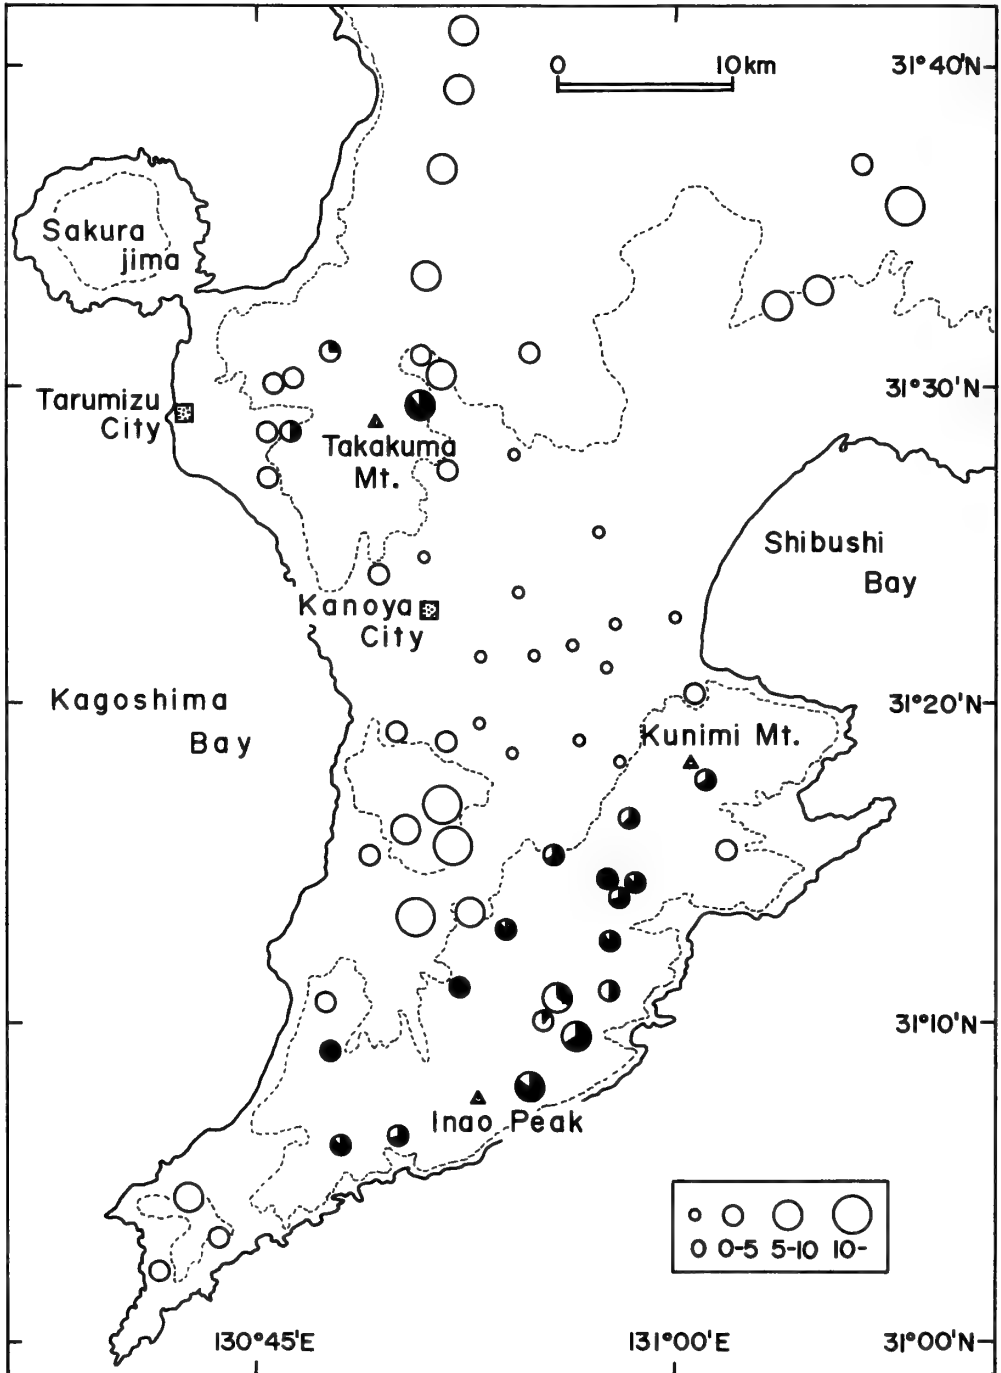 0 10km
31°40'N
Sakura
jima
31°30'N
Tarumizu
City
Takakuma
Mt.
Shibushi
Bay
Kanoya
City
Kagoshima
Bay
31°20'N
Kunimi Mt.
31°10'N
Inao Peak
0 0-5 5-10 10-
130°45'E 131°00'E 31°00'N